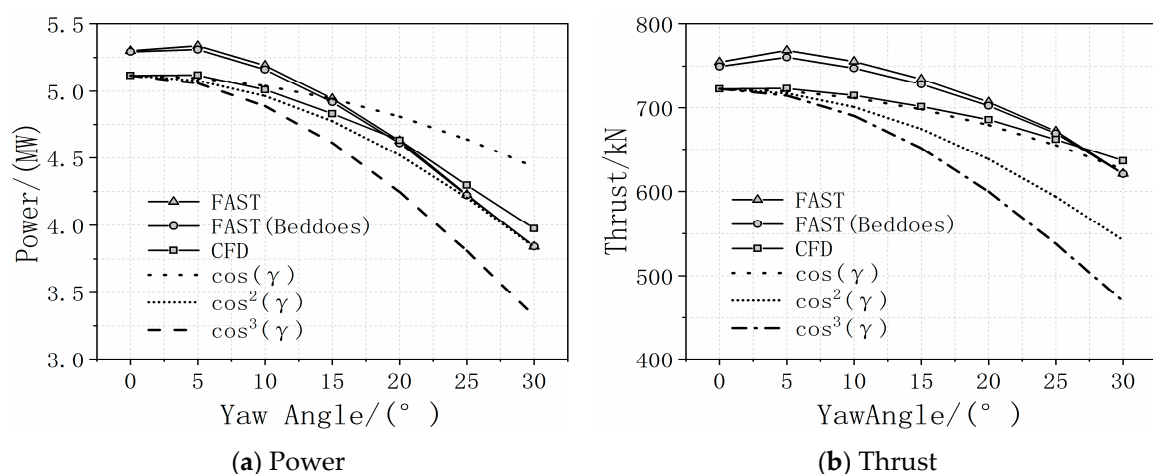 5.5
5.0
4.5
4.0
3.5
3.0
Power/(MW)
FAST
FAST(Beddoes)
CFD
cos(γ)
cos²(γ)
cos³(γ)
0 5 10 15 20 25 30
Yaw Angle/(° )
(a) Power
800
700
600
500
400
Thrust/kN
FAST
FAST(Beddoes)
CFD
cos(γ)
cos²(γ)
cos³(γ)
0 5 10 15 20 25 30
YawAngle/(° )
(b) Thrust